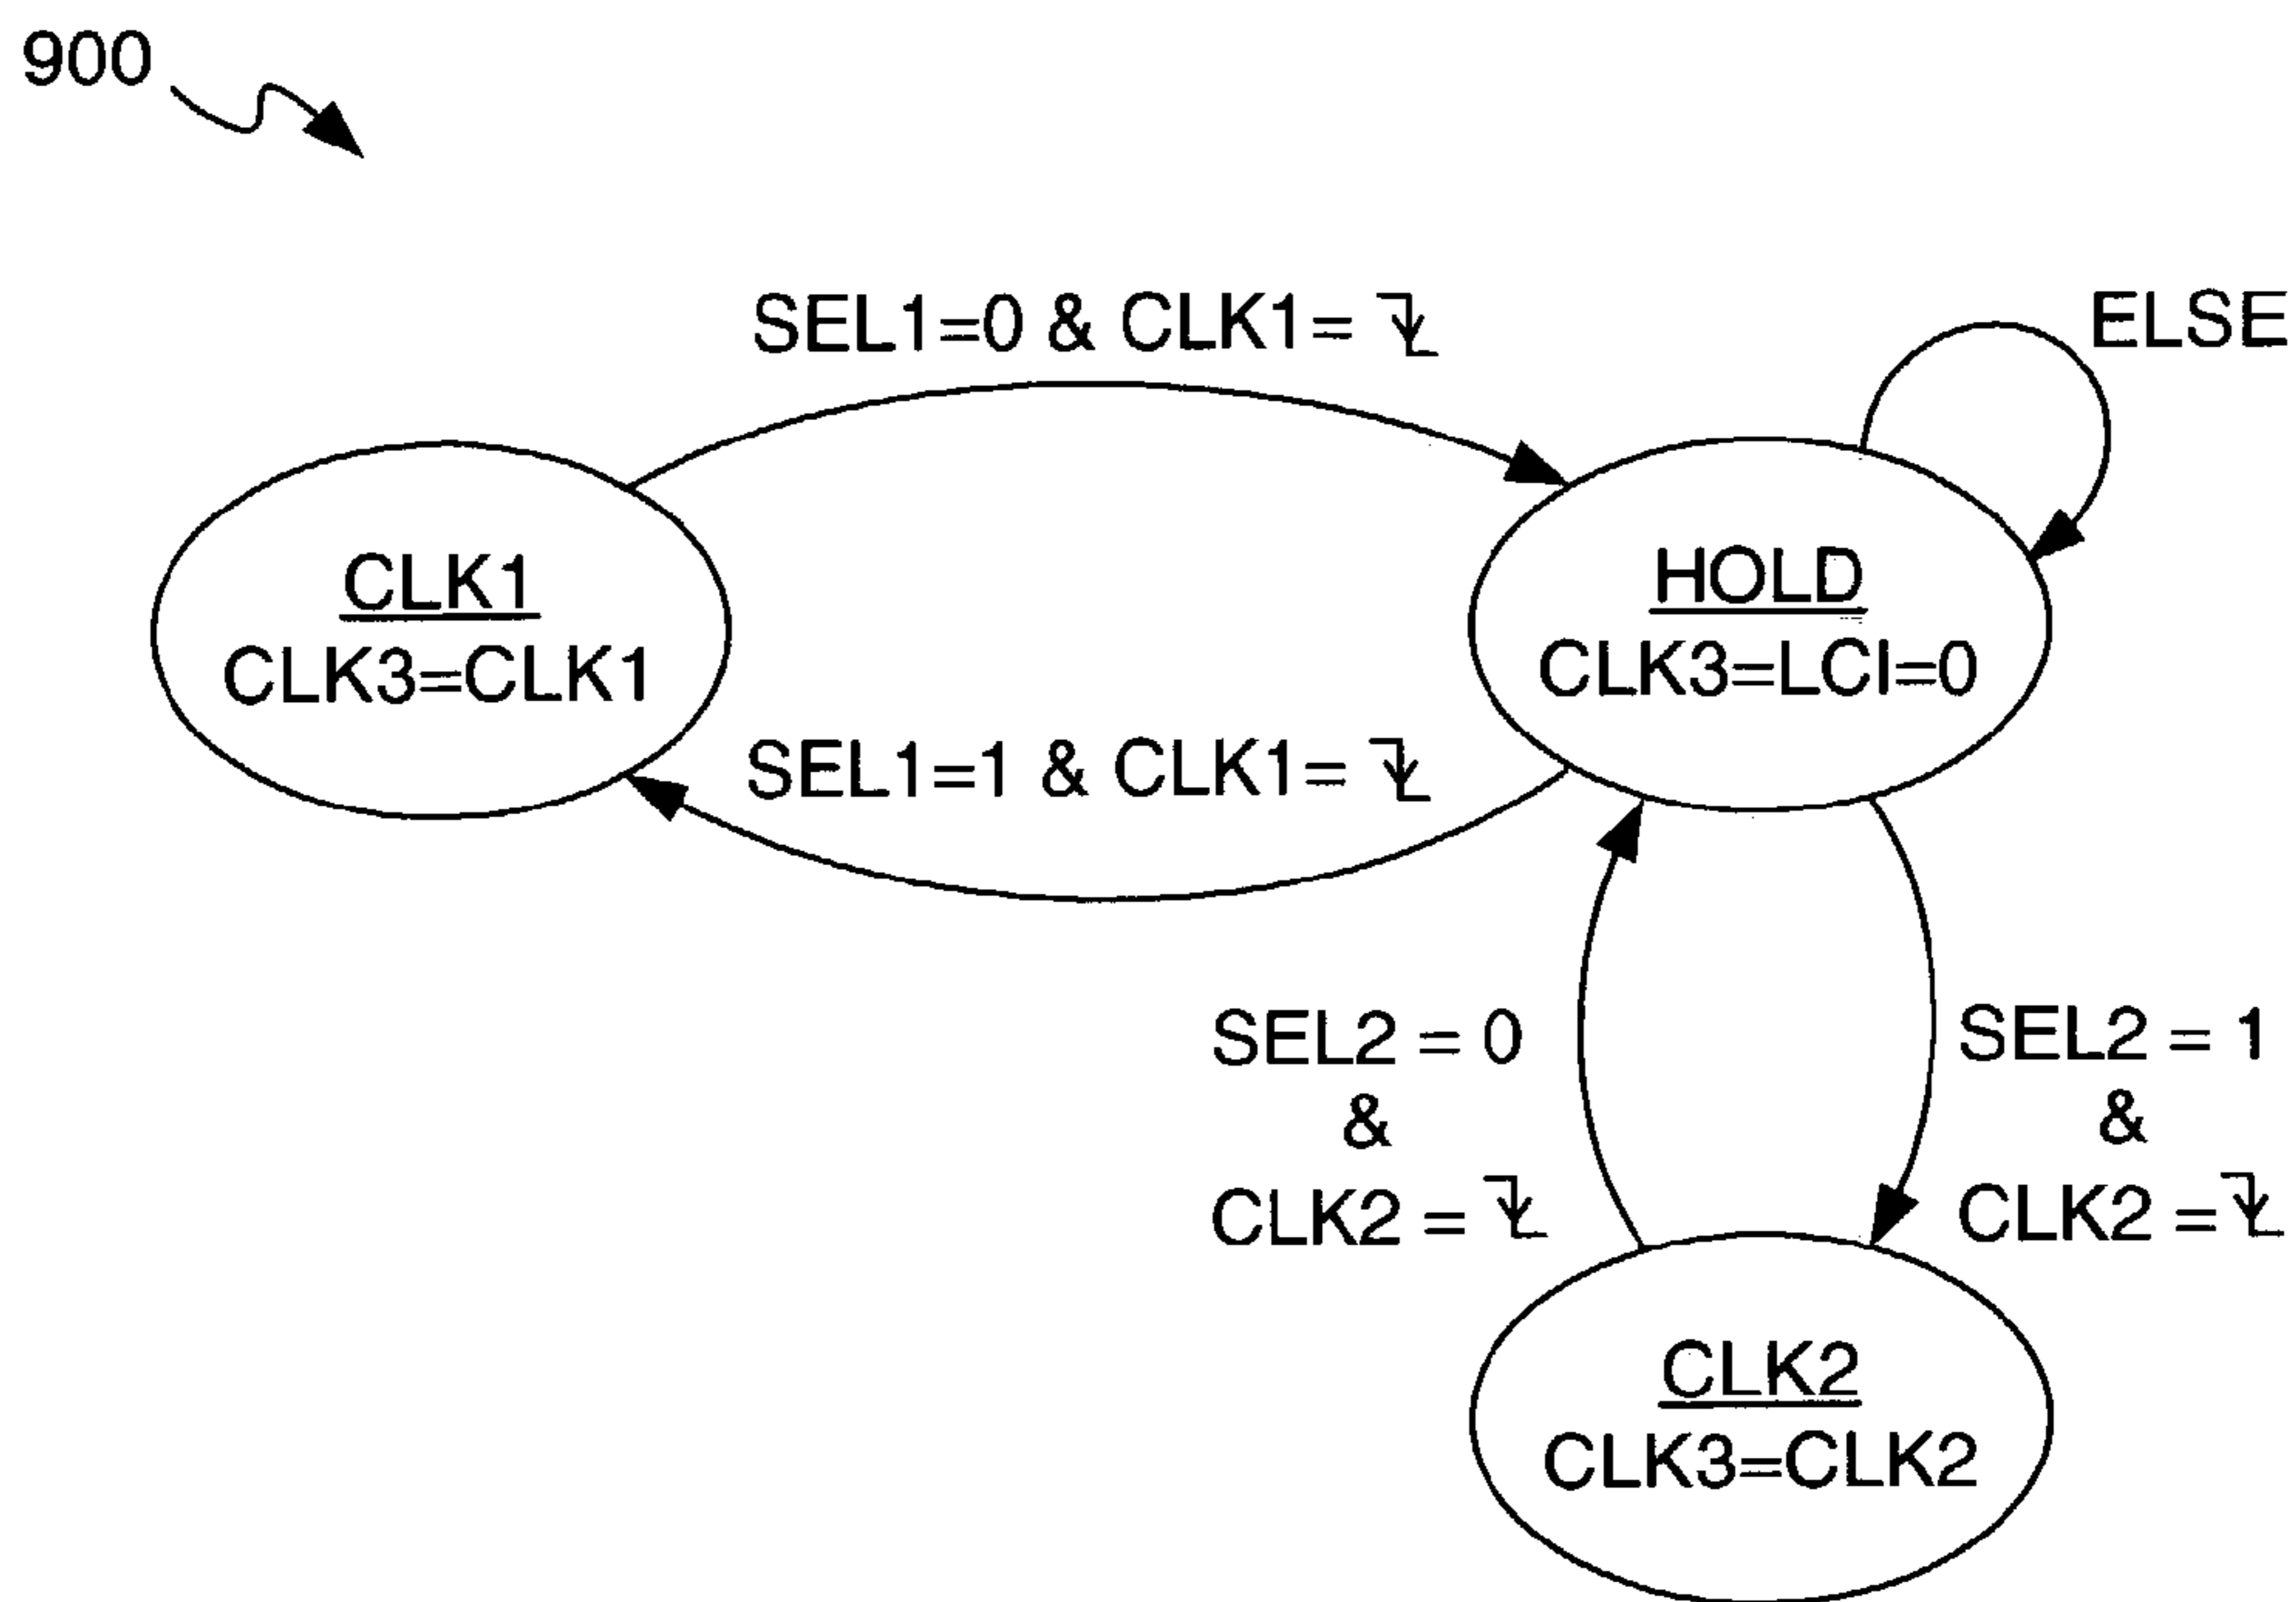 900
SEL1=0 & CLK1=
ELSE
CLK1
CLK3=CLK1
HOLD
CLK3=LCI=0
SEL1=1 & CLK1=
SEL2 = 0
&
CLK2 =
SEL2 = 1
&
CLK2 =
CLK2
CLK3=CLK2